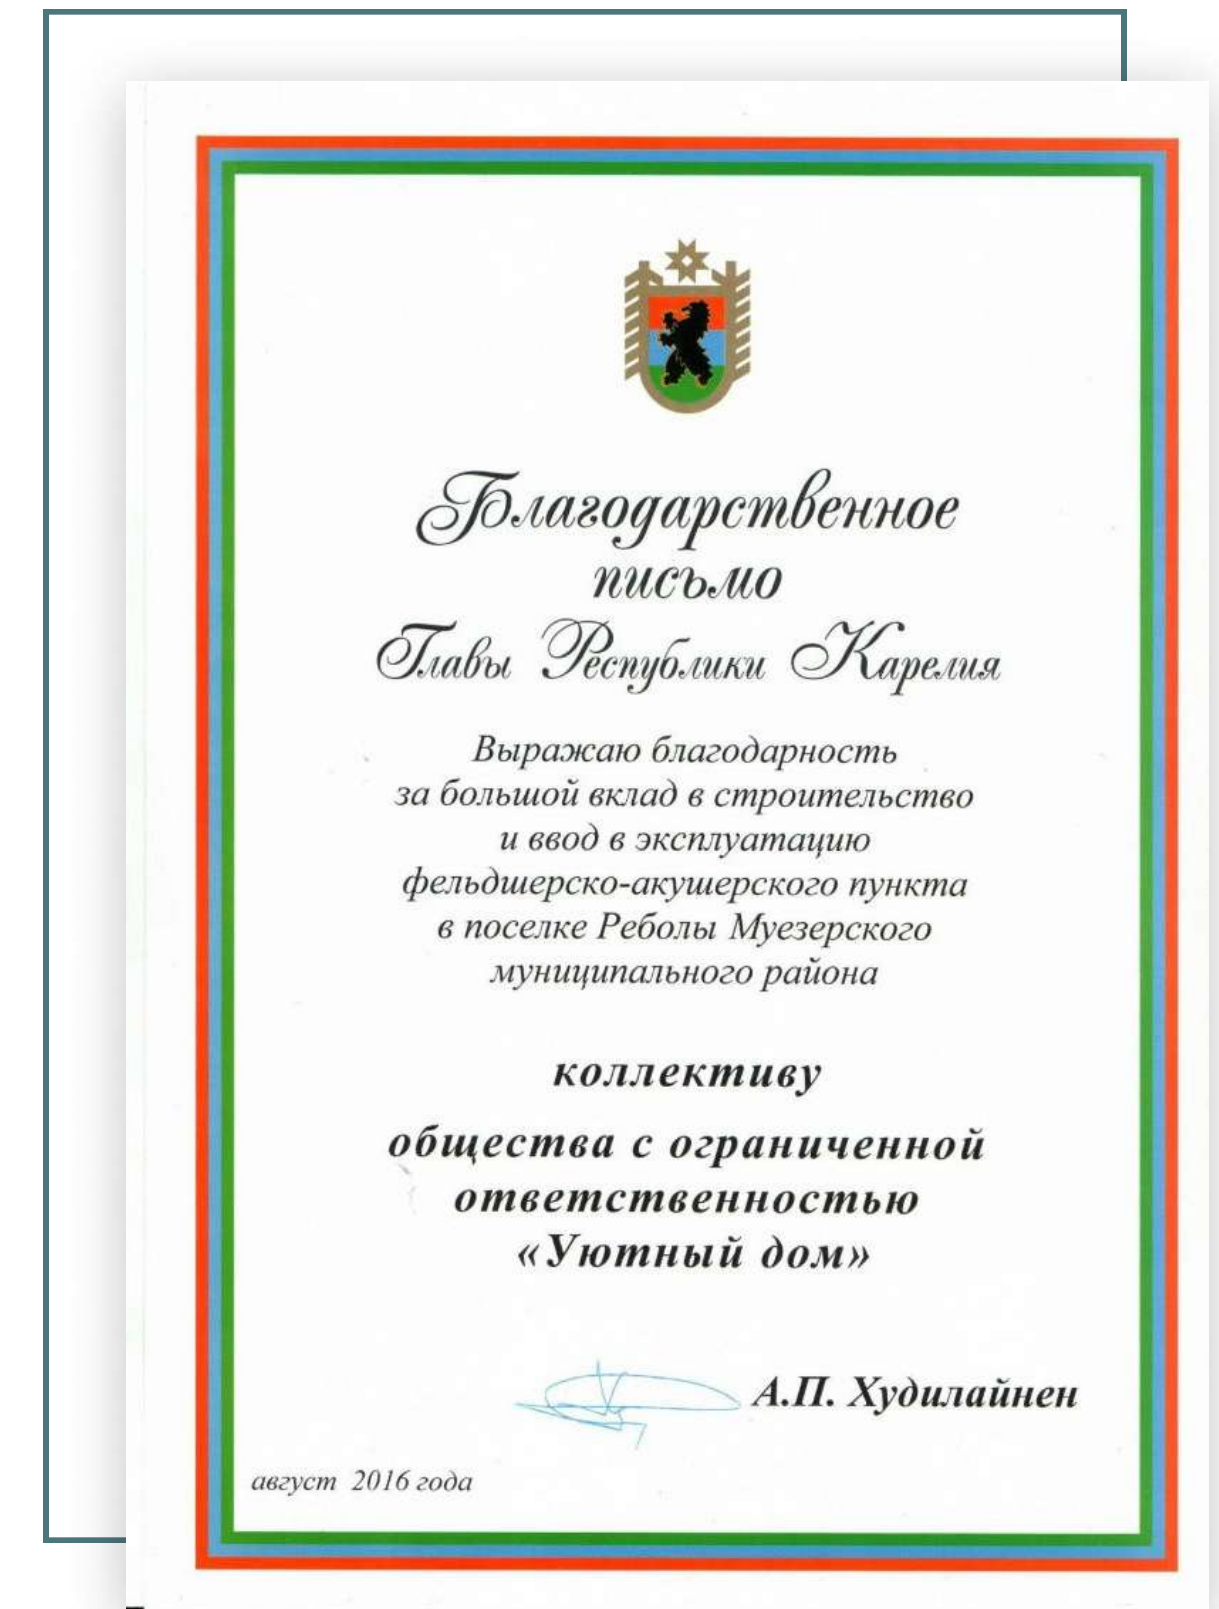 Благодарственное
письмо
Главы Республики Карелия
Выражаю благодарность
за большой вклад в строительство
и ввод в эксплуатацию
фельдшерско-акушерского пункта
в поселке Реболы Муезерского
муниципального района
коллективу
общества с ограниченной
ответственностью
«Уютный дом»
А.П. Худилайнен
август 2016 года